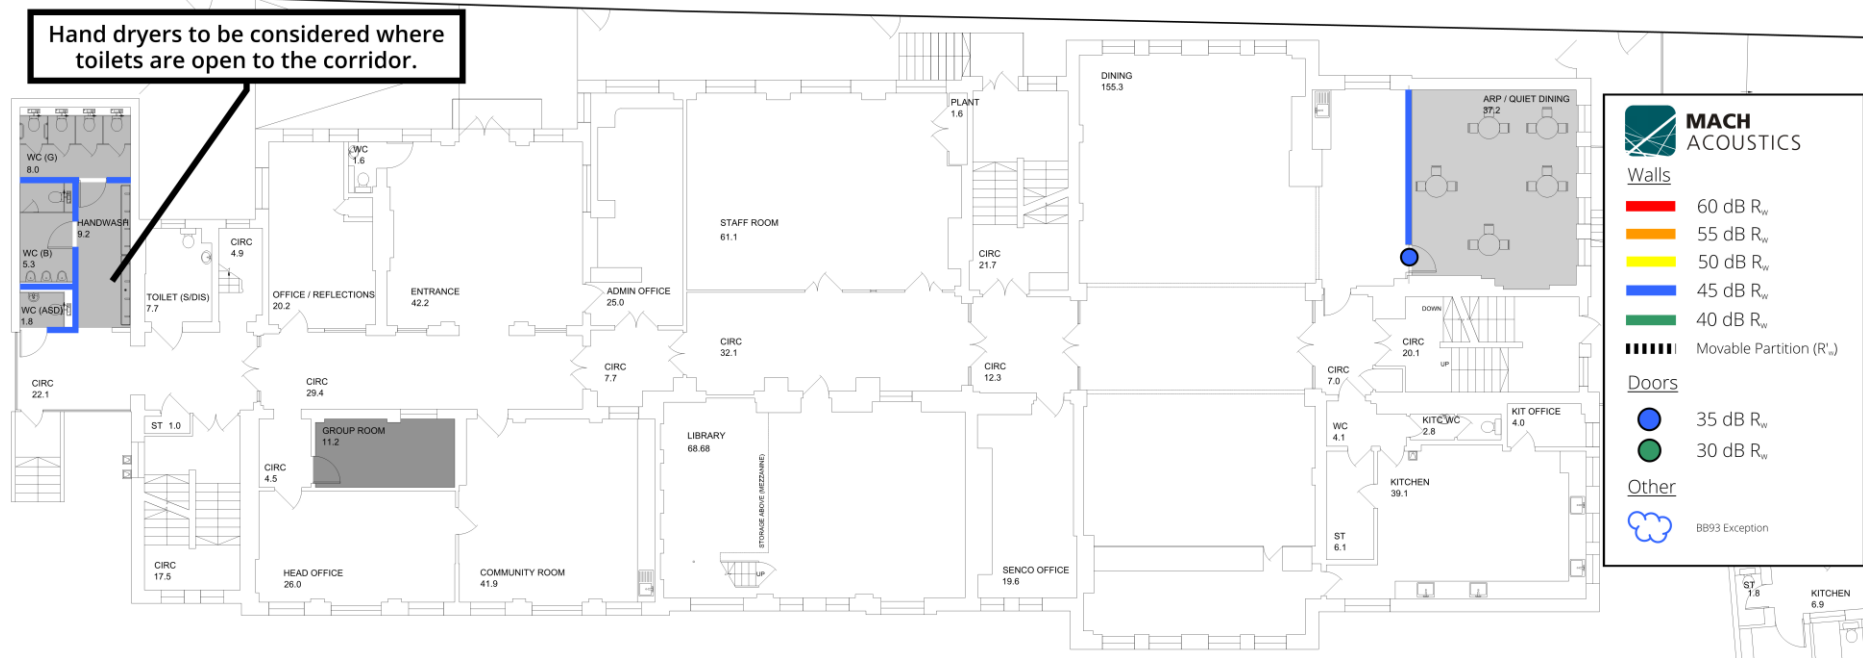 Hand dryers to be considered where
toilets are open to the corridor.
WC (G)
8.0
HANDWASH
9.2
WC (B)
5.3
WC (ASD)
1.8
CIRC
22.1
TOILET (S/DIS)
7.7
CIRC
4.9
ST 1.0
CIRC
17.5
OFFICE / REFLECTIONS
20.2
WC
1.6
ENTRANCE
42.2
CIRC
29.4
GROUP ROOM
11.2
CIRC
4.5
HEAD OFFICE
26.0
COMMUNITY ROOM
41.9
ADMIN OFFICE
25.0
CIRC
7.7
STAFF ROOM
61.1
PLANT
1.6
CIRC
32.1
LIBRARY
68.68
STORAGE ABOVE (MEZZANINE)
UP
CIRC
21.7
CIRC
12.3
SENCO OFFICE
19.6
DINING
155.3
ARP / QUIET DINING
37.2
DOWN
UP
CIRC
20.1
CIRC
7.0
WC
4.1
KITC WC
2.8
KIT OFFICE
4.0
KITCHEN
39.1
ST
6.1
MACH
ACOUSTICS
Walls
60 dB Rw
55 dB Rw
50 dB Rw
45 dB Rw
40 dB Rw
Movable Partition (R'w)
Doors
35 dB Rw
30 dB Rw
Other
BB93 Exception
ST
1.8
KITCHEN
6.9